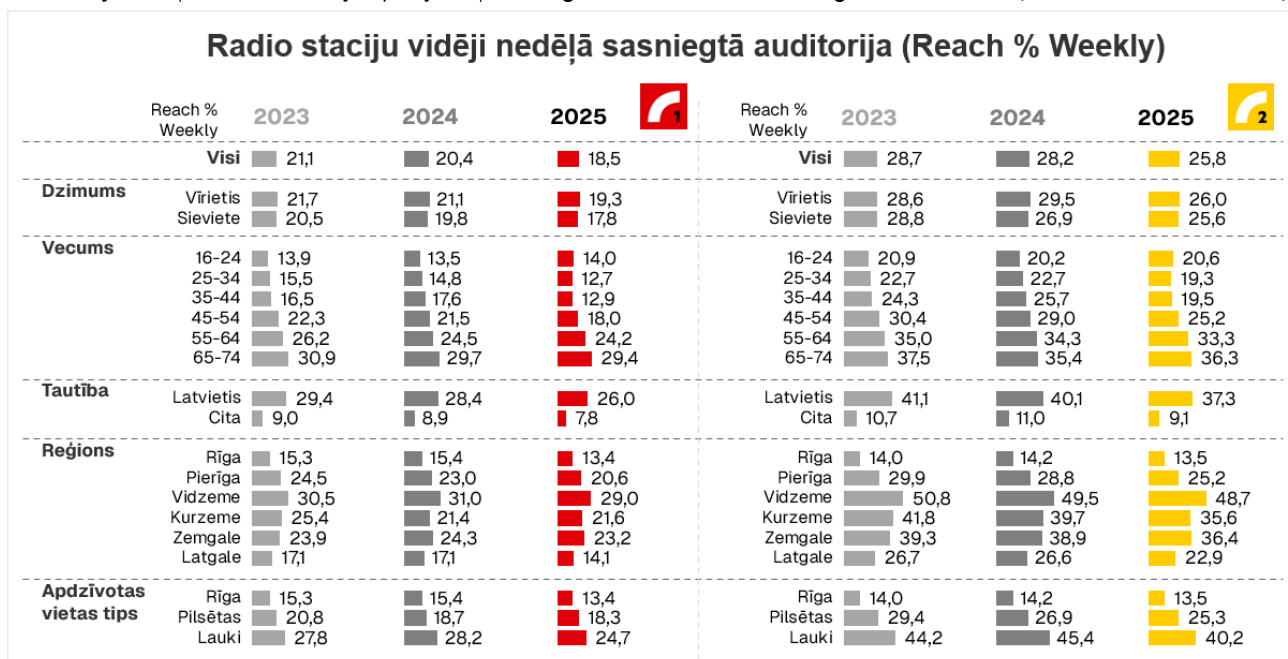 Radio staciju vidēji nedēļā sasniegtā auditorija (Reach % Weekly)
Reach % Weekly 2023 2024 2025 1 Reach % Weekly 2023 2024 2025 2
Visi 21,1 20,4 18,5 Visi 28,7 28,2 25,8
Dzimums
Vīrietis 21,7 21,1 19,3 Vīrietis 28,6 29,5 26,0
Sieviete 20,5 19,8 17,8 Sieviete 28,8 26,9 25,6
Vecums
16-24 13,9 13,5 14,0 16-24 20,9 20,2 20,6
25-34 15,5 14,8 12,7 25-34 22,7 22,7 19,3
35-44 16,5 17,6 12,9 35-44 24,3 25,7 19,5
45-54 22,3 21,5 18,0 45-54 30,4 29,0 25,2
55-64 26,2 24,5 24,2 55-64 35,0 34,3 33,3
65-74 30,9 29,7 29,4 65-74 37,5 35,4 36,3
Tautība
Latvietis 29,4 28,4 26,0 Latvietis 41,1 40,1 37,3
Cita 9,0 8,9 7,8 Cita 10,7 11,0 9,1
Reģions
Rīga 15,3 15,4 13,4 Rīga 14,0 14,2 13,5
Pierīga 24,5 23,0 20,6 Pierīga 29,9 28,8 25,2
Vidzeme 30,5 31,0 29,0 Vidzeme 50,8 49,5 48,7
Kurzeme 25,4 21,4 21,6 Kurzeme 41,8 39,7 35,6
Zemgale 23,9 24,3 23,2 Zemgale 39,3 38,9 36,4
Latgale 17,1 17,1 14,1 Latgale 26,7 26,6 22,9
Apdzīvotas vietas tips
Rīga 15,3 15,4 13,4 Rīga 14,0 14,2 13,5
Pilsētas 20,8 18,7 18,3 Pilsētas 29,4 26,9 25,3
Lauki 27,8 28,2 24,7 Lauki 44,2 45,4 40,2